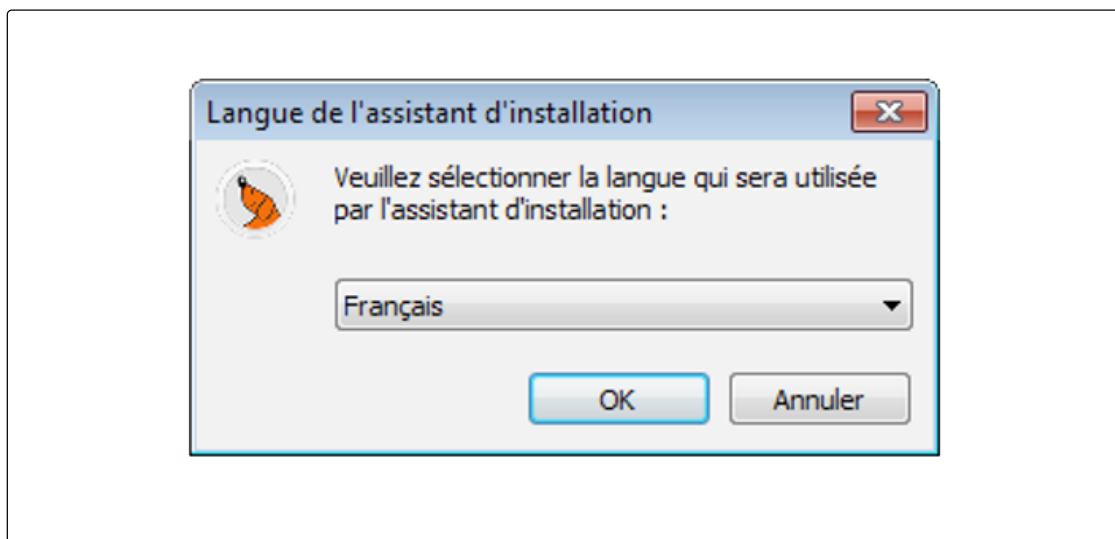 Langue de l'assistant d'installation
Veuillez sélectionner la langue qui sera utilisée
par l'assistant d'installation :
Français
OK
Annuler